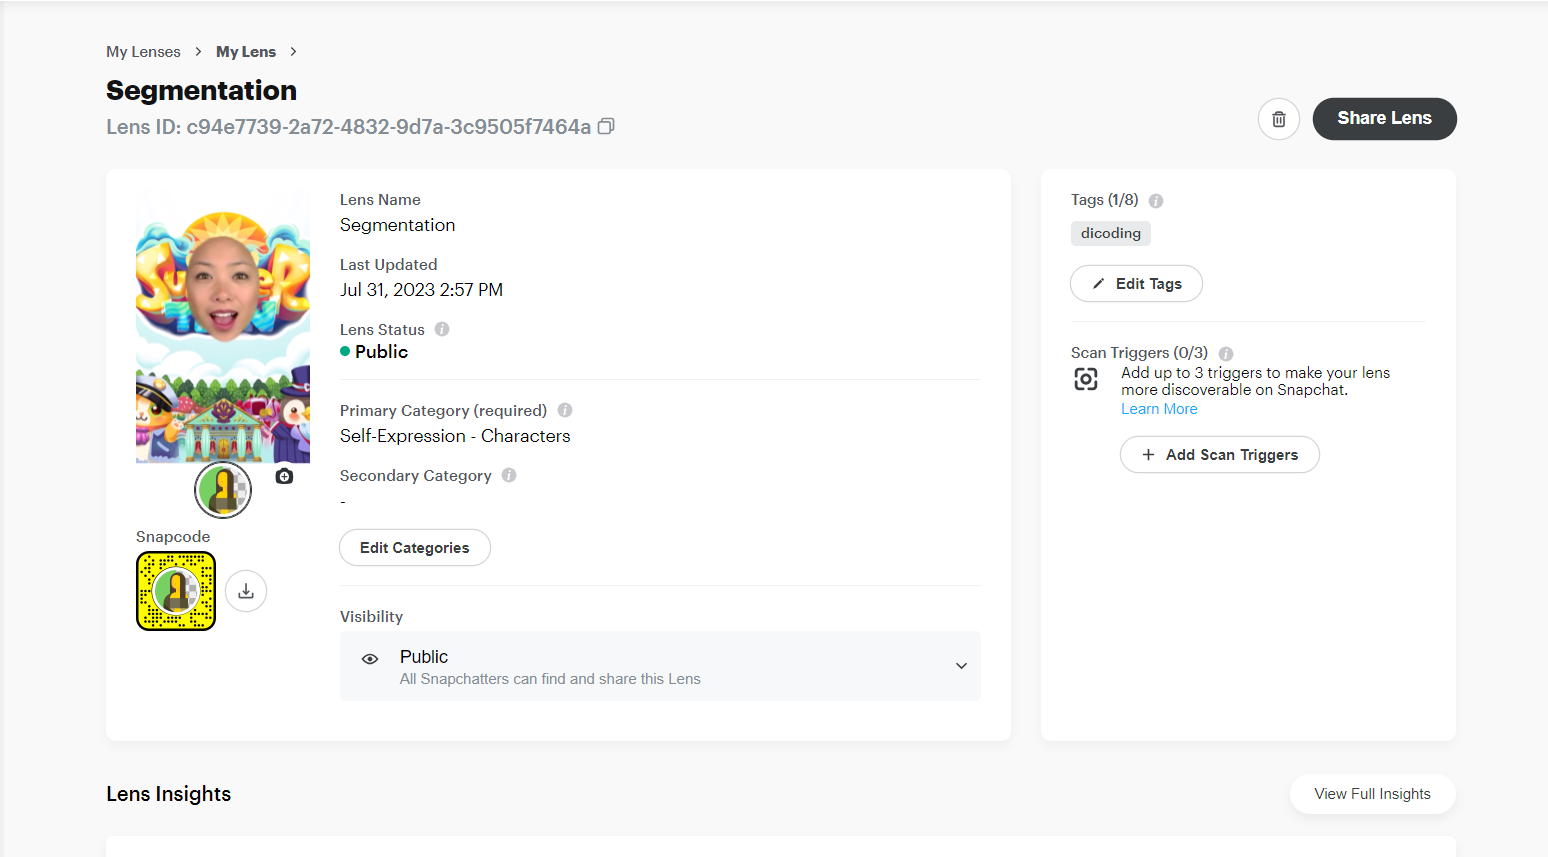 My Lenses > My Lens >
Segmentation
Lens ID: c94e7739-2a72-4832-9d7a-3c9505f7464a
Share Lens
Lens Name
Segmentation
Last Updated
Jul 31, 2023 2:57 PM
Lens Status
Public
Primary Category (required)
Self-Expression - Characters
Secondary Category
-
Edit Categories
Visibility
Public
All Snapchatters can find and share this Lens
Snapcode
Tags (1/8)
dicoding
Edit Tags
Scan Triggers (0/3)
Add up to 3 triggers to make your lens
more discoverable on Snapchat.
Learn More
+ Add Scan Triggers
Lens Insights
View Full Insights